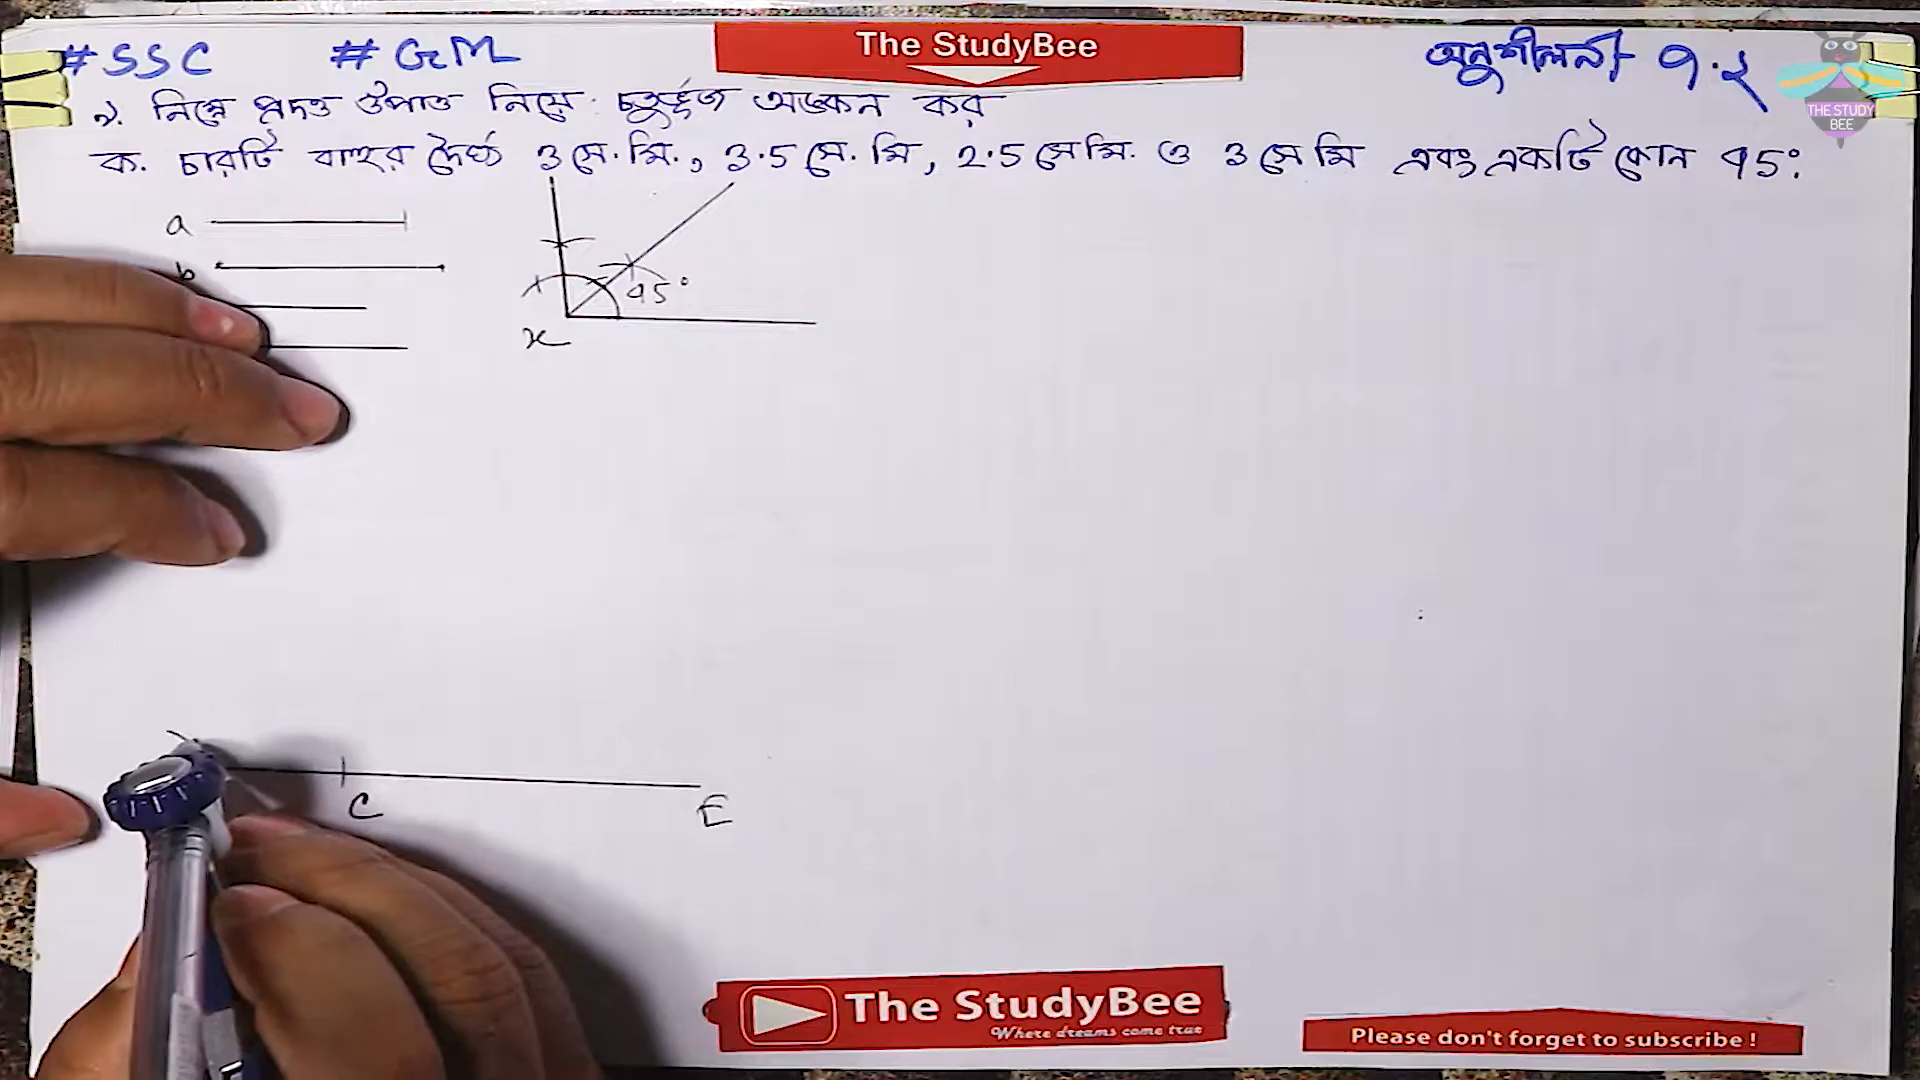 #SSC #GM
The StudyBee
অনুশীলনী ৭.২
THE STUDY
BEE
২. নিম্নে প্রদত্ত উপাত্ত নিয়ে চতুর্ভুজ অঙ্কন কর
ক. চারটি বাহুর দৈর্ঘ্য 3 সে. মি., 3.5 সে. মি, 2.5 সে মি. ও 3 সে মি এবং একটি কোন 45°
a
b
45°
x
C
E
The StudyBee
Where dreams come true
Please don't forget to subscribe !